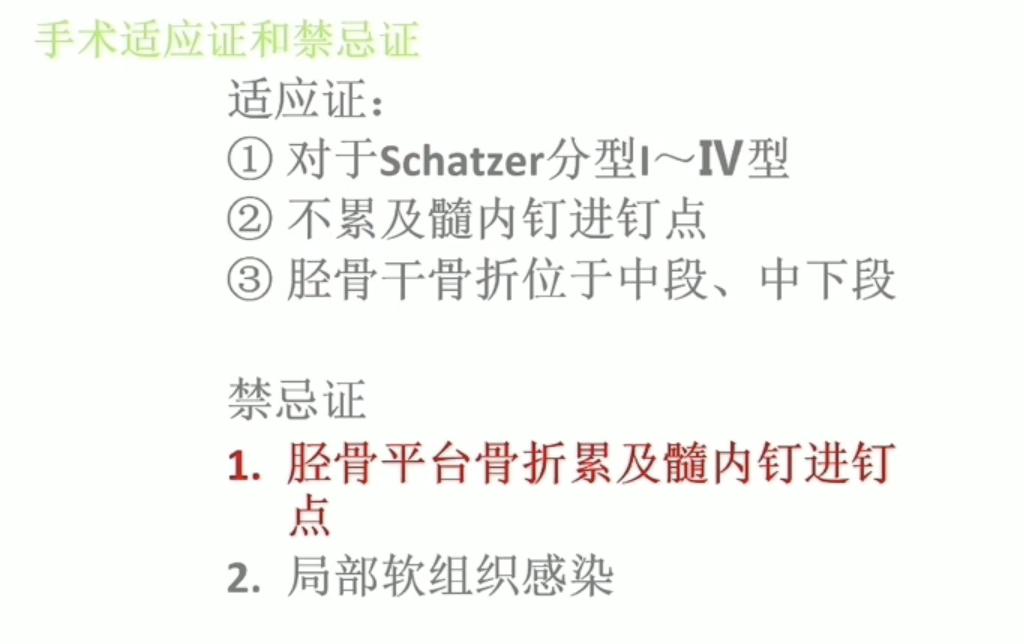 手术适应证和禁忌证
适应证：
① 对于Schatzer分型I～Ⅳ型
② 不累及髓内钉进钉点
③ 胫骨干骨折位于中段、中下段
禁忌证
1. 胫骨平台骨折累及髓内钉进钉
点
2. 局部软组织感染